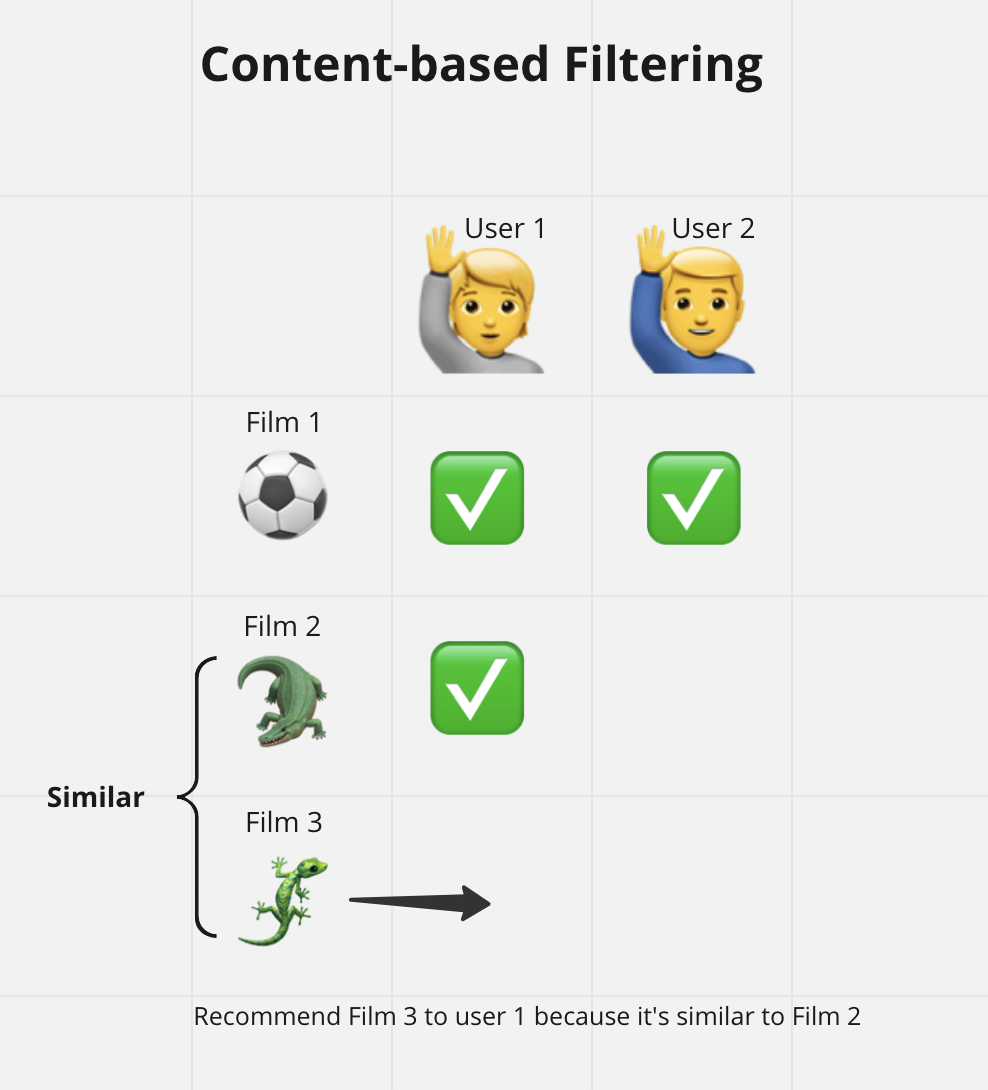 Content-based Filtering
User 1
User 2
Film 1
Film 2
Similar
Film 3
Recommend Film 3 to user 1 because it's similar to Film 2